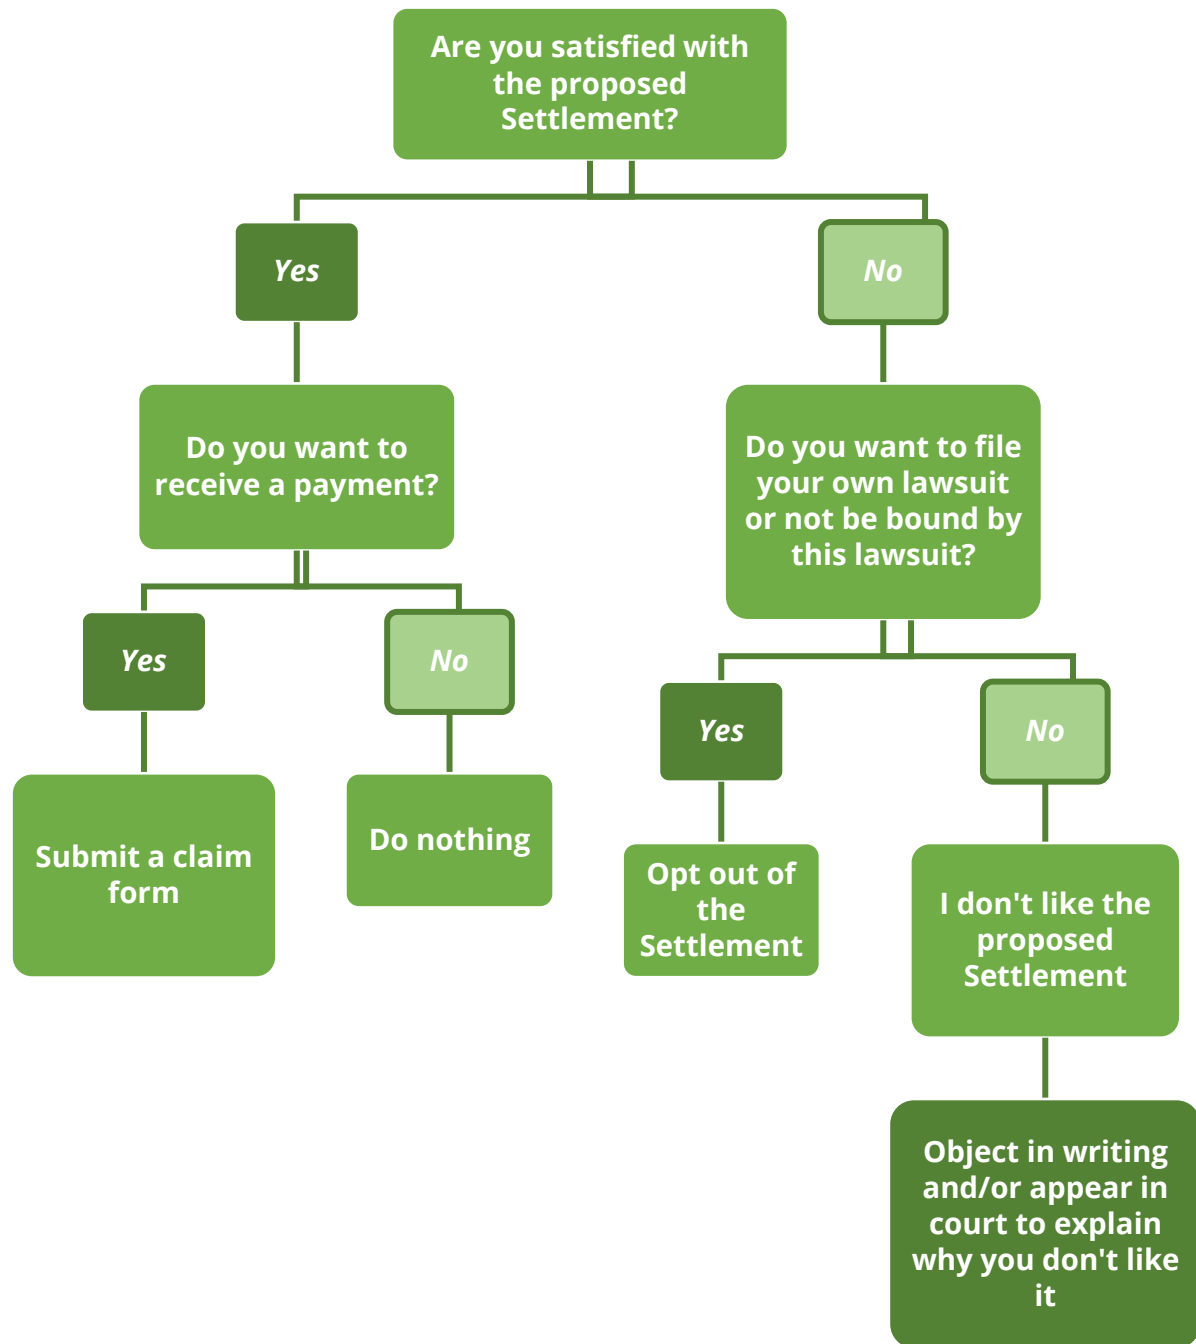 Are you satisfied with
the proposed
Settlement?
Yes
No
Do you want to
receive a payment?
Do you want to file
your own lawsuit
or not be bound by
this lawsuit?
Yes
No
Yes
No
Submit a claim
form
Do nothing
Opt out of
the
Settlement
I don't like the
proposed
Settlement
Object in writing
and/or appear in
court to explain
why you don't like
it